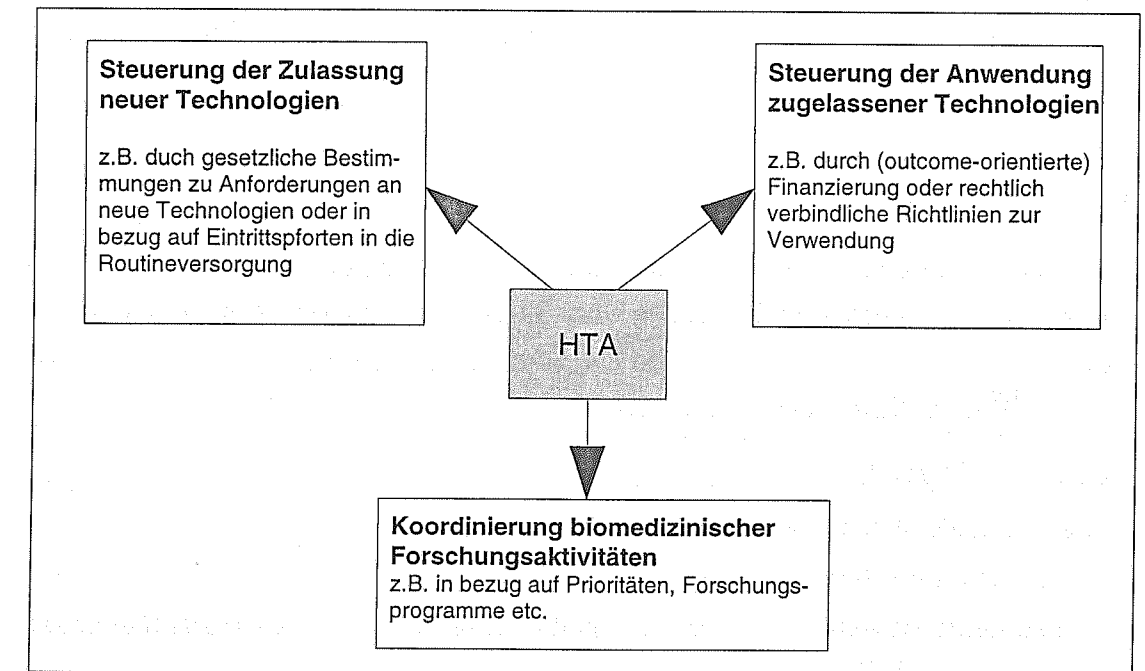 Steuerung der Zulassung
neuer Technologien
z.B. duch gesetzliche Bestim-
mungen zu Anforderungen an
neue Technologien oder in
bezug auf Eintrittspforten in die
Routineversorgung
Steuerung der Anwendung
zugelassener Technologien
z.B. durch (outcome-orientierte)
Finanzierung oder rechtlich
verbindliche Richtlinien zur
Verwendung
HTA
Koordinierung biomedizinischer
Forschungsaktivitäten
z.B. in bezug auf Prioritäten, Forschungs-
programme etc.